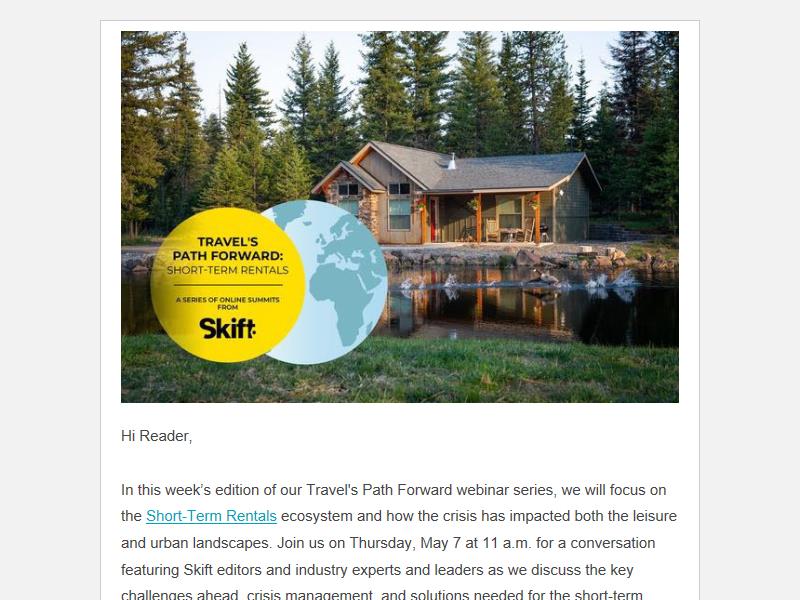 TRAVEL'S
PATH FORWARD:
SHORT-TERM RENTALS
A SERIES OF ONLINE SUMMITS
FROM
Skift:
Hi Reader,
In this week’s edition of our Travel's Path Forward webinar series, we will focus on
the Short-Term Rentals ecosystem and how the crisis has impacted both the leisure
and urban landscapes. Join us on Thursday, May 7 at 11 a.m. for a conversation
featuring Skift editors and industry experts and leaders as we discuss the key
challenges ahead, crisis management, and solutions needed for the short-term